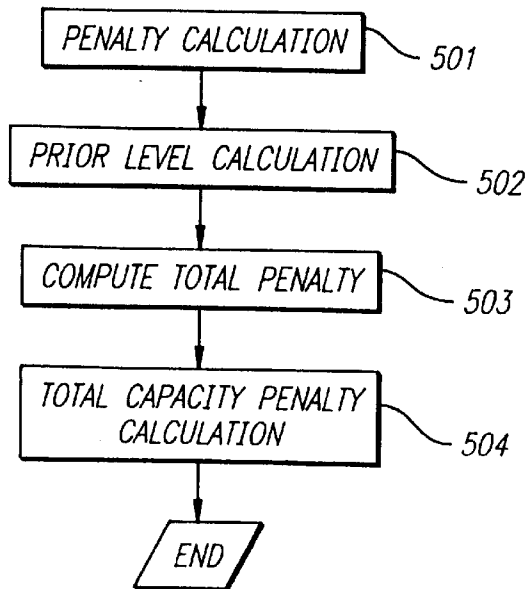 PENALTY CALCULATION
501
PRIOR LEVEL CALCULATION
502
COMPUTE TOTAL PENALTY
503
TOTAL CAPACITY PENALTY
CALCULATION
504
END